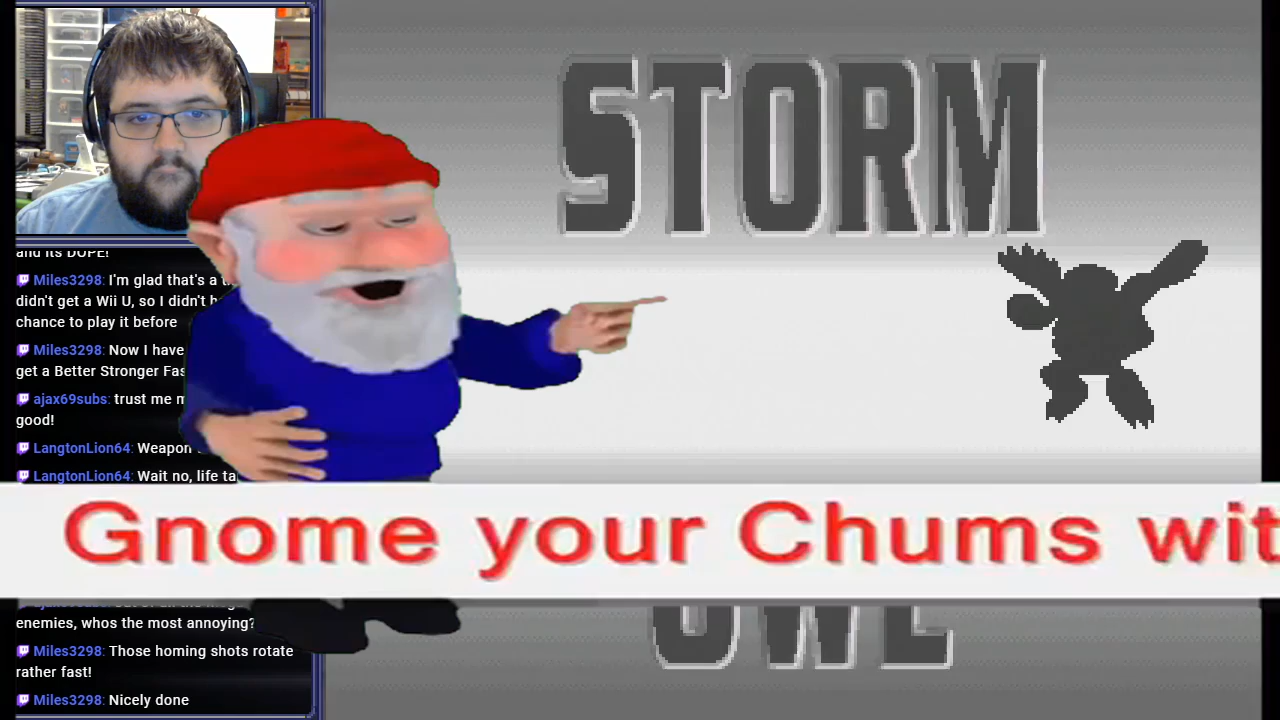 STORM
and its DOPE!
Miles3298: I'm glad that's a t
didn't get a Wii U, so I didn't h
chance to play it before
Miles3298: Now I have
get a Better Stronger Fas
ajax69subs: trust me m
good!
LangtonLion64: Weapon
LangtonLion64: Wait no, life ta
Gnome your Chums wit
enemies, whos the most annoying?
OWL
Miles3298: Those homing shots rotate
rather fast!
Miles3298: Nicely done